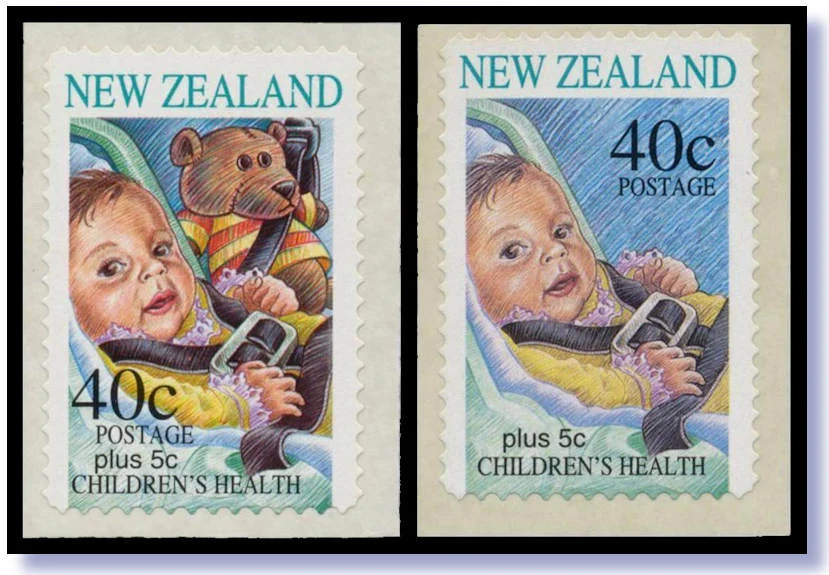 NEW ZEALAND
40c
POSTAGE
plus 5c
CHILDREN'S HEALTH
NEW ZEALAND
40c
POSTAGE
plus 5c
CHILDREN'S HEALTH